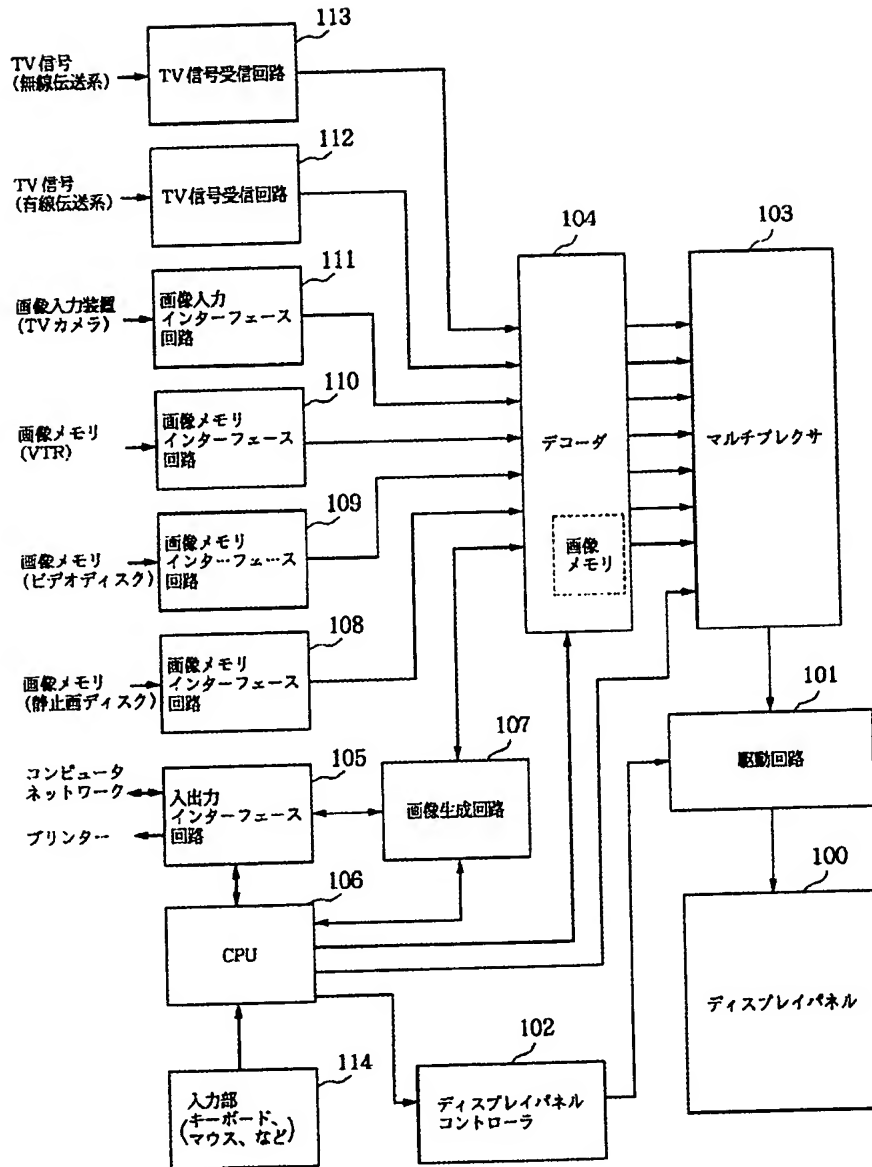 113
TV信号
(無線伝送系)
TV信号受信回路
112
TV信号
(有線伝送系)
TV信号受信回路
111
画像入力装置
(TVカメラ)
画像入力
インターフェース
回路
110
画像メモリ
(VTR)
画像メモリ
インターフェース
回路
109
画像メモリ
(ビデオディスク)
画像メモリ
インターフェース
回路
108
画像メモリ
(静止画ディスク)
画像メモリ
インターフェース
回路
104
デコーダ
画像
メモリ
103
マルチプレクサ
107
画像生成回路
105
コンピュータ
ネットワーク
プリンター
入出力
インターフェース
回路
101
駆動回路
106
CPU
100
ディスプレイパネル
102
ディスプレイパネル
コントローラ
114
入力部
(キーボード、
マウス、など)